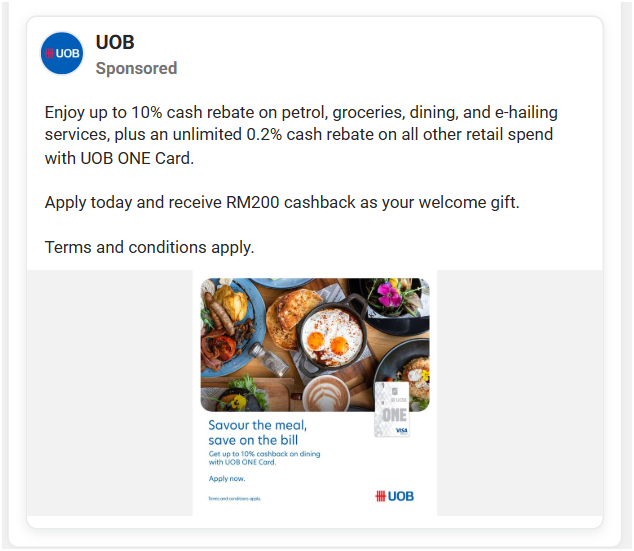 UOB
UOB
Sponsored
Enjoy up to 10% cash rebate on petrol, groceries, dining, and e-hailing
services, plus an unlimited 0.2% cash rebate on all other retail spend
with UOB ONE Card.
Apply today and receive RM200 cashback as your welcome gift.
Terms and conditions apply.
UOB
ONE
VISA
Savour the meal,
save on the bill
Get up to 10% cashback on dining
with UOB ONE Card.
Apply now.
Terms and conditions apply.
UOB